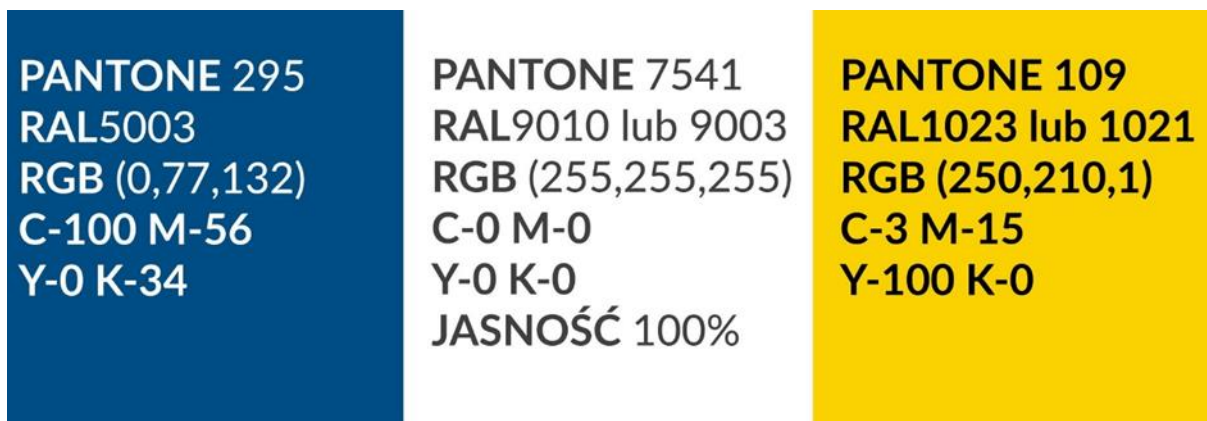 PANTONE 295
RAL5003
RGB (0,77,132)
C-100 M-56
Y-0 K-34
PANTONE 7541
RAL9010 lub 9003
RGB (255,255,255)
C-0 M-0
Y-0 K-0
JASNOŚĆ 100%
PANTONE 109
RAL1023 lub 1021
RGB (250,210,1)
C-3 M-15
Y-100 K-0